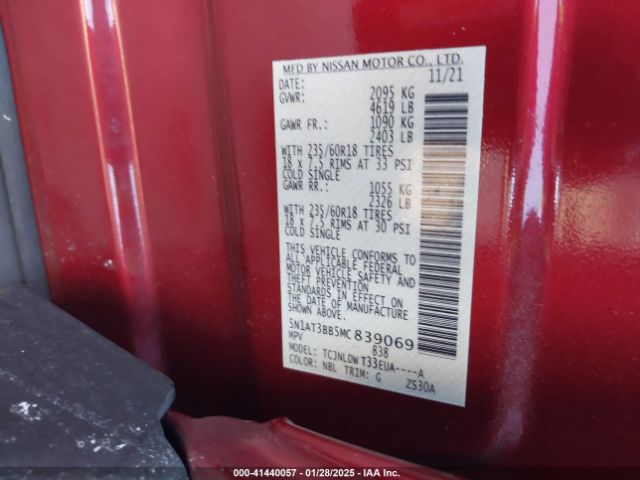 MFD BY NISSAN MOTOR CO., LTD.
DATE: 11/21
GVWR: 2095 KG
4619 LB
GAWR FR.: 1090 KG
2403 LB
WITH 235/60R18 TIRES
18 x 7.5 RIMS AT 33 PSI
COLD SINGLE
GAWR RR.: 1055 KG
2326 LB
WITH 235/60R18 TIRES
18 x 7.5 RIMS AT 30 PSI
COLD SINGLE
THIS VEHICLE CONFORMS TO
ALL APPLICABLE FEDERAL
MOTOR VEHICLE SAFETY AND
THEFT PREVENTION
STANDARDS IN EFFECT ON
THE DATE OF MANUFACTURE
SHOWN ABOVE.
5N1AT3BB5MC839069
MPV 838
MODEL: TCJNLDWT33EUA----A
COLOR: NBL TRIM: G ZS30A
000-41440057 - 01/28/2025 - IAA Inc.